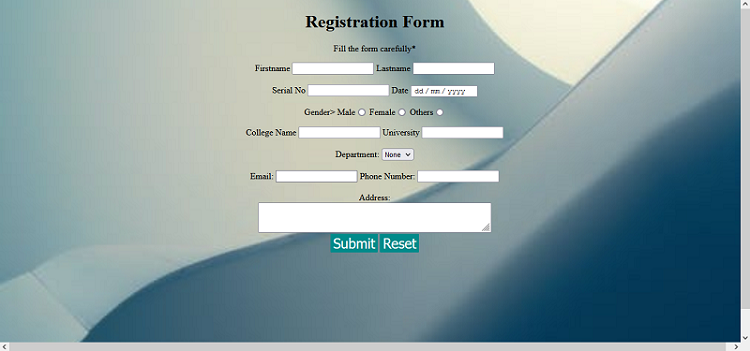 Registration Form
Fill the form carefully*
Firstname Lastname
Serial No Date dd / mm / yyyy
Gender> Male Female Others
College Name University
Department: None
Email: Phone Number:
Address:
Submit Reset